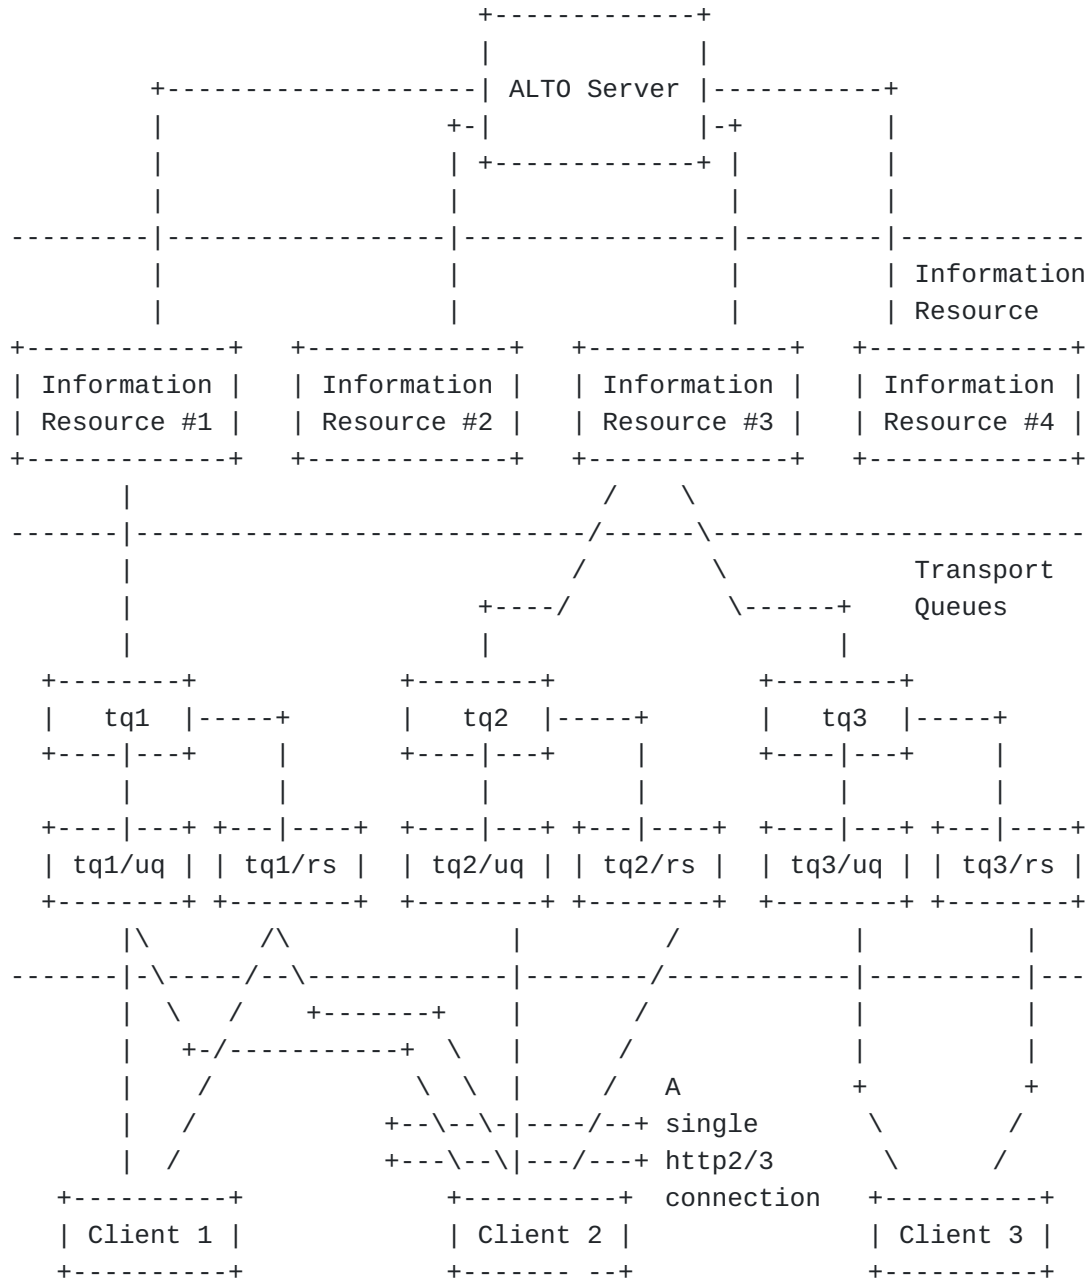 ALTO Server
Information
Resource
Information Information Information Information
Resource #1 Resource #2 Resource #3 Resource #4
Transport
Queues
tq1 tq2 tq3
tq1/uq tq1/rs tq2/uq tq2/rs tq3/uq tq3/rs
A
single
http2/3
connection
Client 1 Client 2 Client 3